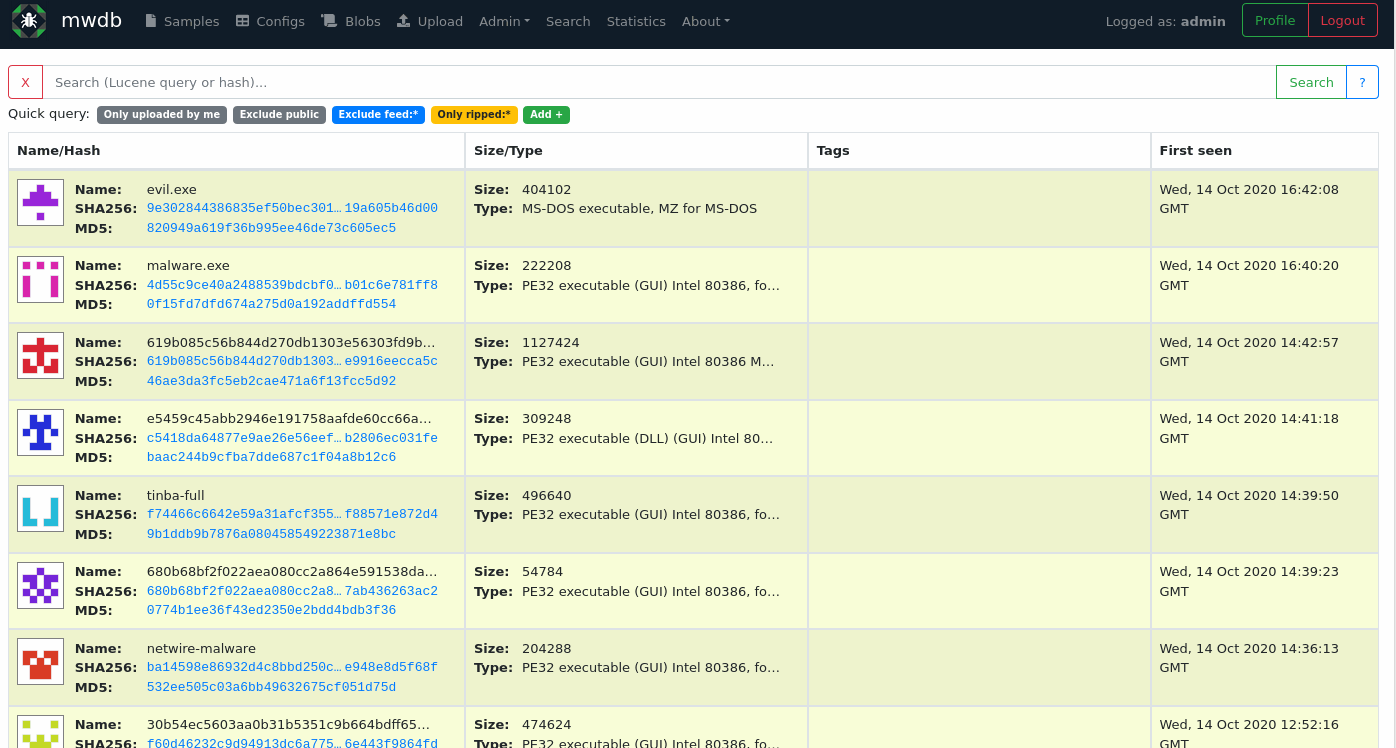 mwdb Samples Configs Blobs Upload Admin Search Statistics About Logged as: admin Profile Logout
X Search (Lucene query or hash)... Search ?
Quick query: Only uploaded by me Exclude public Exclude feed:* Only ripped:* Add +
Name/Hash Size/Type Tags First seen
Name: evil.exe Size: 404102 Wed, 14 Oct 2020 16:42:08
SHA256: 9e302844386835ef50bec301…19a605b46d00 Type: MS-DOS executable, MZ for MS-DOS GMT
MD5: 820949a619f36b995ee46de73c605ec5
Name: malware.exe Size: 222208 Wed, 14 Oct 2020 16:40:20
SHA256: 4d55c9ce40a2488539bdcbf0…b01c6e781ff8 Type: PE32 executable (GUI) Intel 80386, fo… GMT
MD5: 0f15fd7dfd674a275d0a192addffd554
Name: 619b085c56b844d270db1303e56303fd9b… Size: 1127424 Wed, 14 Oct 2020 14:42:57
SHA256: 619b085c56b844d270db1303…e9916eecca5c Type: PE32 executable (GUI) Intel 80386 M… GMT
MD5: 46ae3da3fc5eb2cae471a6f13fcc5d92
Name: e5459c45abb2946e191758aafde60cc66a… Size: 309248 Wed, 14 Oct 2020 14:41:18
SHA256: c5418da64877e9ae26e56eef…b2806ec031fe Type: PE32 executable (DLL) (GUI) Intel 80… GMT
MD5: baac244b9cfba7dde687c1f04a8b12c6
Name: tinba-full Size: 496640 Wed, 14 Oct 2020 14:39:50
SHA256: f74466c6642e59a31afcf355…f88571e872d4 Type: PE32 executable (GUI) Intel 80386, fo… GMT
MD5: 9b1ddb9b7876a080458549223871e8bc
Name: 680b68bf2f022aea080cc2a864e591538da… Size: 54784 Wed, 14 Oct 2020 14:39:23
SHA256: 680b68bf2f022aea080cc2a8…7ab436263ac2 Type: PE32 executable (GUI) Intel 80386, fo… GMT
MD5: 0774b1ee36f43ed2350e2bdd4bdb3f36
Name: netwire-malware Size: 204288 Wed, 14 Oct 2020 14:36:13
SHA256: ba14598e86932d4c8bbd250c…e948e8d5f68f Type: PE32 executable (GUI) Intel 80386, fo… GMT
MD5: 532ee505c03a6bb49632675cf051d75d
Name: 30b54ec5603aa0b31b5351c9b664bdff65… Size: 474624 Wed, 14 Oct 2020 12:52:16
SHA256: f60d46232c9d94913dc6a775…6e443f9864fd Type: PE32 executable (GUI) Intel 80386, fo… GMT